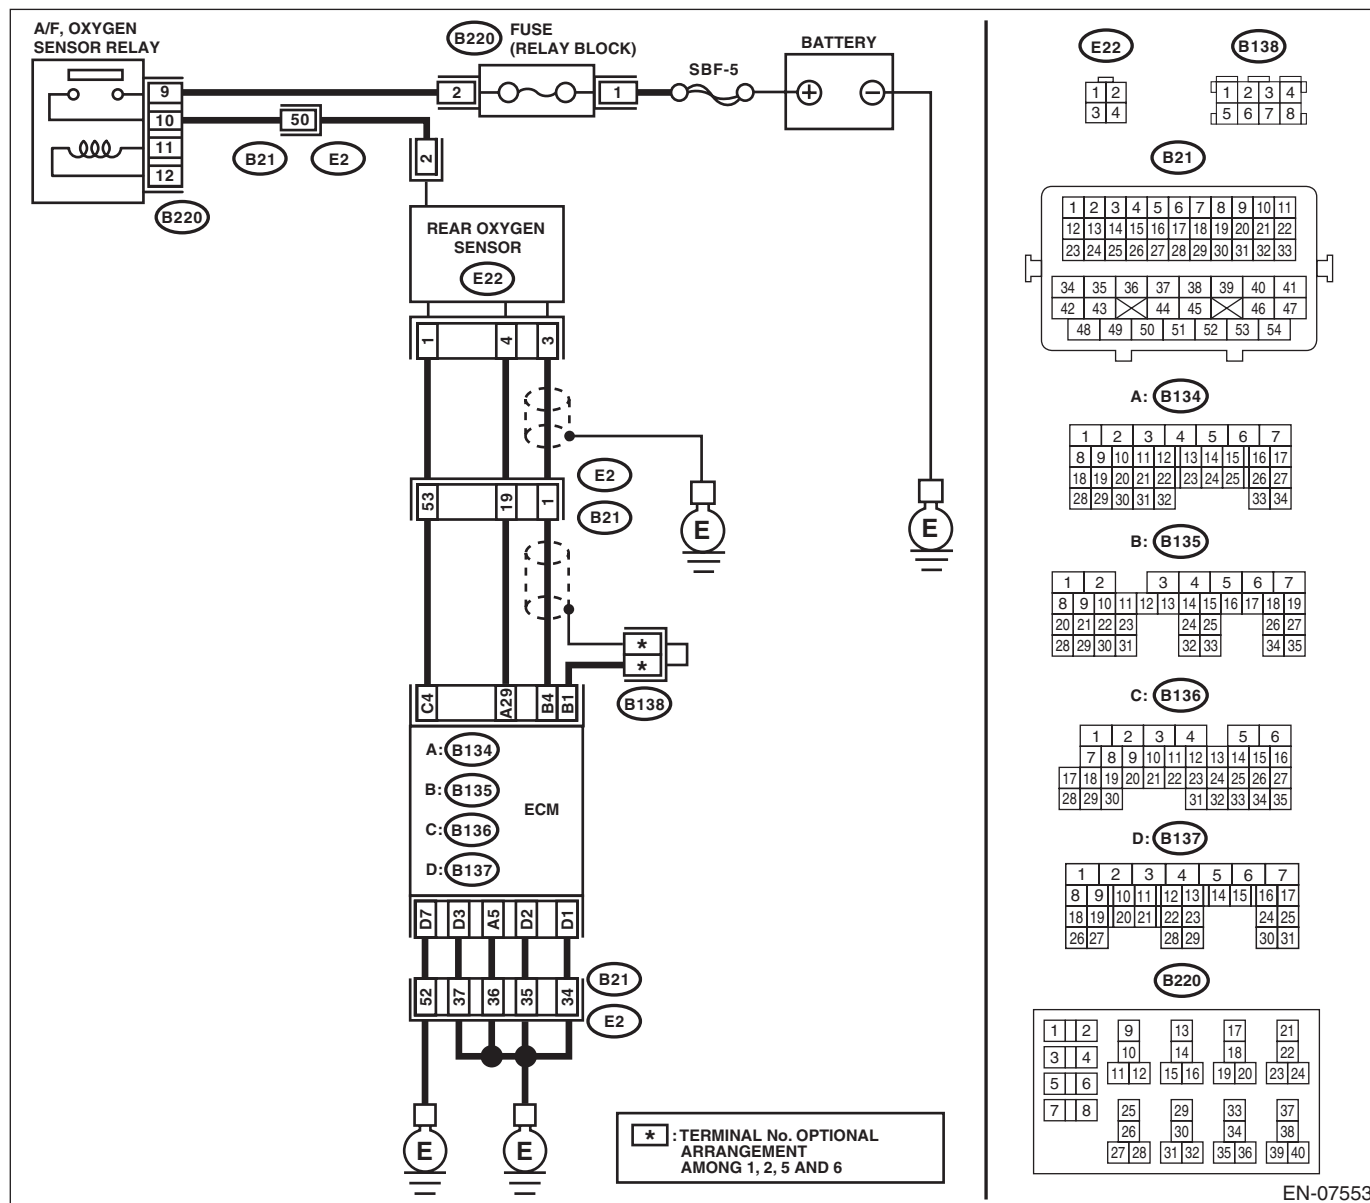 A/F, OXYGEN
SENSOR RELAY
B220
FUSE
(RELAY BLOCK)
BATTERY
SBF-5
9
2
1
+
−
10
50
11
B21
E2
2
12
B220
REAR OXYGEN
SENSOR
E22
1
4
3
E2
53
19
1
B21
E
E
*
*
B138
C4
A29
B4
B1
A: B134
B: B135
ECM
C: B136
D: B137
D7
D3
A5
D2
D1
B21
52
37
36
35
34
E2
E
E
* : TERMINAL No. OPTIONAL
ARRANGEMENT
AMONG 1, 2, 5 AND 6
E22
1 2
3 4
B138
1 2 3 4
5 6 7 8
B21
1 2 3 4 5 6 7 8 9 10 11
12 13 14 15 16 17 18 19 20 21 22
23 24 25 26 27 28 29 30 31 32 33
34 35 36 37 38 39 40 41
42 43 44 45 46 47
48 49 50 51 52 53 54
A: B134
1 2 3 4 5 6 7
8 9 10 11 12 13 14 15 16 17
18 19 20 21 22 23 24 25 26 27
28 29 30 31 32 33 34
B: B135
1 2 3 4 5 6 7
8 9 10 11 12 13 14 15 16 17 18 19
20 21 22 23 24 25 26 27
28 29 30 31 32 33 34 35
C: B136
1 2 3 4 5 6
7 8 9 10 11 12 13 14 15 16
17 18 19 20 21 22 23 24 25 26 27
28 29 30 31 32 33 34 35
D: B137
1 2 3 4 5 6 7
8 9 10 11 12 13 14 15 16 17
18 19 20 21 22 23 24 25
26 27 28 29 30 31
B220
1 2 9 13 17 21
3 4 10 14 18 22
5 6 11 12 15 16 19 20 23 24
7 8 25 29 33 37
26 30 34 38
27 28 31 32 35 36 39 40
EN-07553